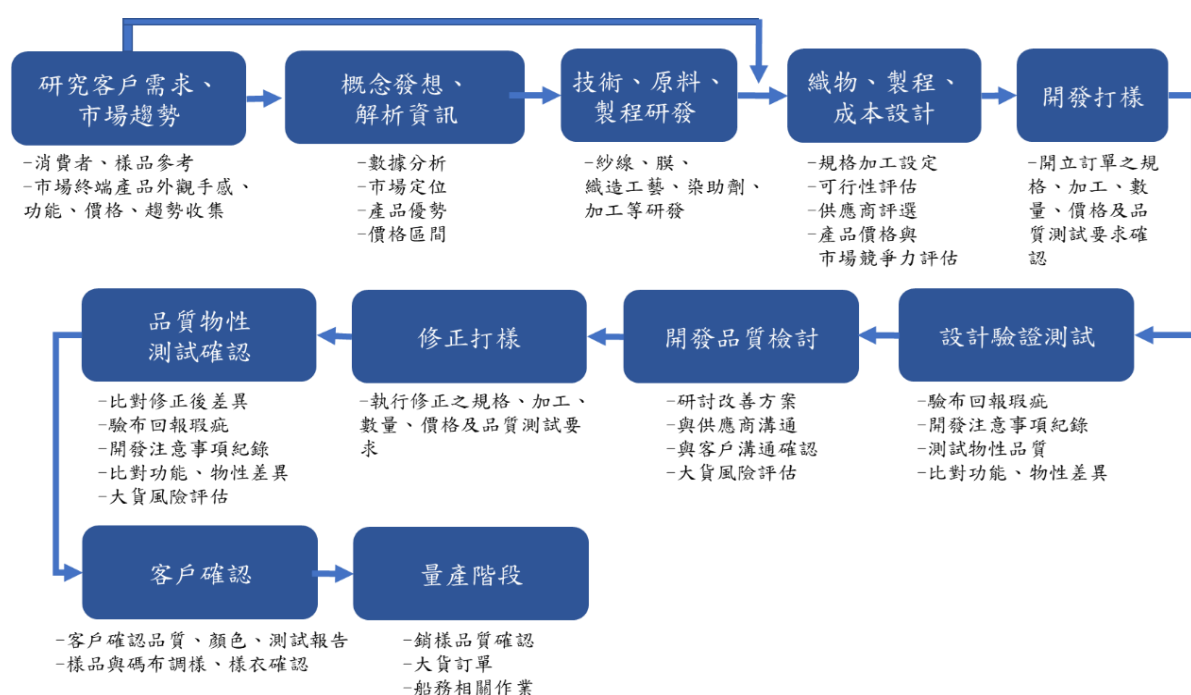 研究客戶需求、
市場趨勢
-消費者、樣品參考
-市場終端產品外觀手感、
功能、價格、趨勢收集
概念發想、
解析資訊
-數據分析
-市場定位
-產品優勢
-價格區間
技術、原料、
製程研發
-紗線、膜、
織造工藝、染助劑、
加工等研發
織物、製程、
成本設計
-規格加工設定
-可行性評估
-供應商評選
-產品價格與
市場競爭力評估
開發打樣
-開立訂單之規
格、加工、數
量、價格及品
質測試要求確
認
設計驗證測試
-驗布回報瑕疵
-開發注意事項紀錄
-測試物性品質
-比對功能、物性差異
開發品質檢討
-研討改善方案
-與供應商溝通
-與客戶溝通確認
-大貨風險評估
修正打樣
-執行修正之規格、加工、
數量、價格及品質測試要
求
品質物性
測試確認
-比對修正後差異
-驗布回報瑕疵
-開發注意事項紀錄
-比對功能、物性差異
-大貨風險評估
客戶確認
-客戶確認品質、顏色、測試報告
-樣品與碼布調樣、樣衣確認
量產階段
-銷樣品質確認
-大貨訂單
-船務相關作業